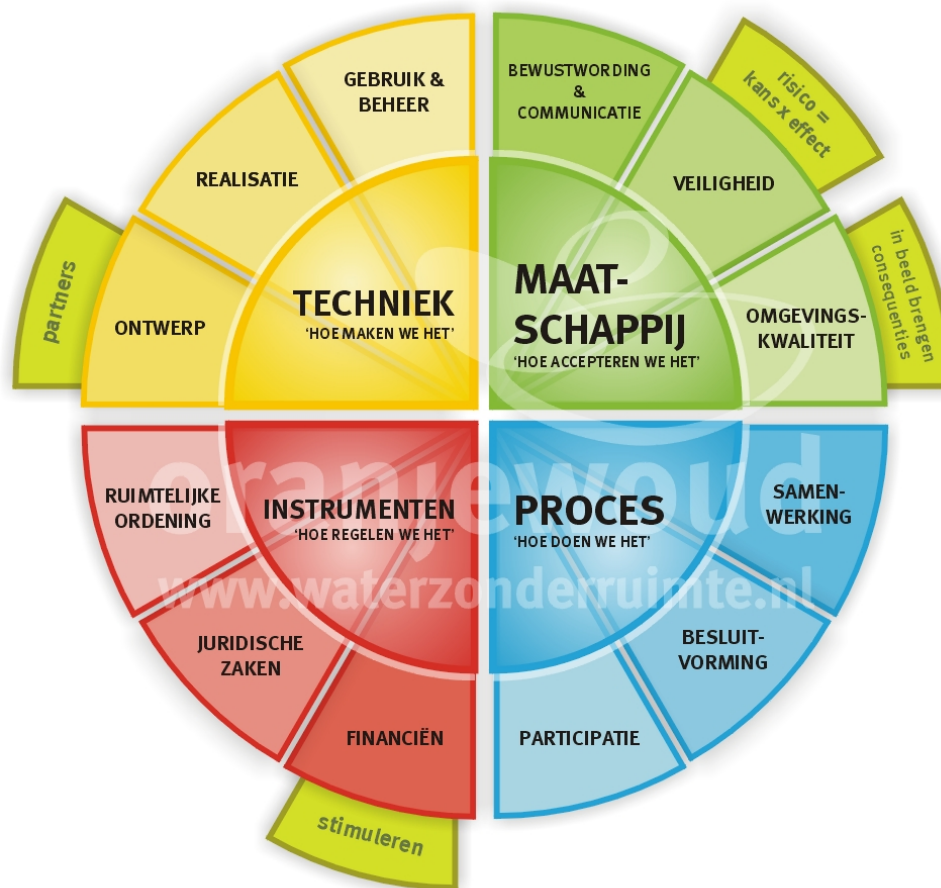 GEBRUIK &
BEHEER
REALISATIE
ONTWERP
partners
TECHNIEK
‘HOE MAKEN WE HET’
BEWUSTWORDING
&
COMMUNICATIE
VEILIGHEID
risico =
kans x effect
OMGEVINGS-
KWALITEIT
in beeld brengen
consequenties
MAAT-
SCHAPPIJ
‘HOE ACCEPTEREN WE HET’
RUIMTELIJKE
ORDENING
JURIDISCHE
ZAKEN
FINANCIËN
stimuleren
INSTRUMENTEN
‘HOE REGELEN WE HET’
PROCES
‘HOE DOEN WE HET’
SAMEN-
WERKING
BESLUIT-
VORMING
PARTICIPATIE
oranjewoud
www.waterzonderruimte.nl